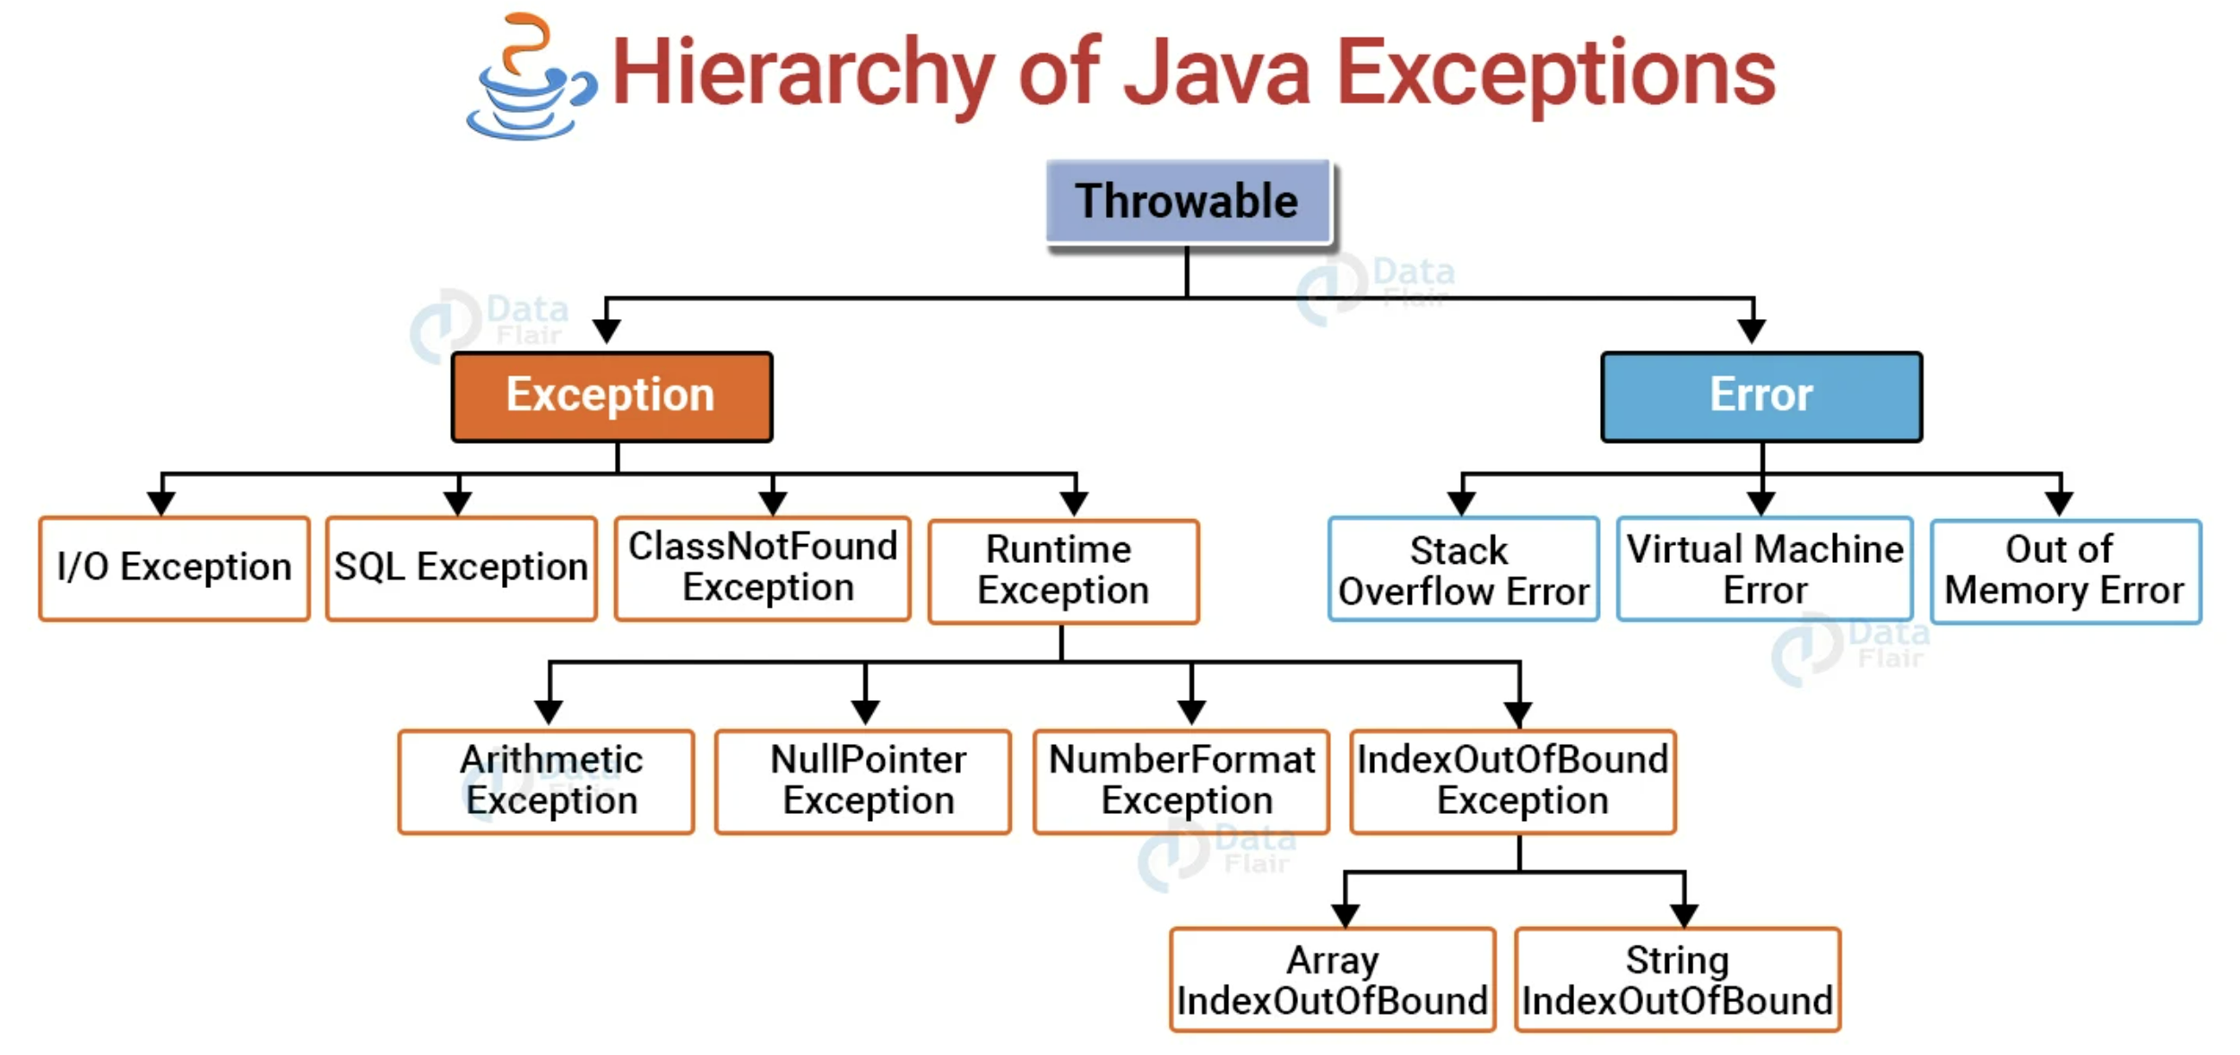 Hierarchy of Java Exceptions
Throwable
Data
Flair
Data
Flair
Exception
Error
I/O Exception
SQL Exception
ClassNotFound
Exception
Runtime
Exception
Stack
Overflow Error
Virtual Machine
Error
Out of
Memory Error
Data
Flair
Arithmetic
Exception
Data
Flair
NullPointer
Exception
NumberFormat
Exception
IndexOutOfBound
Exception
Data
Flair
Array
IndexOutOfBound
String
IndexOutOfBound